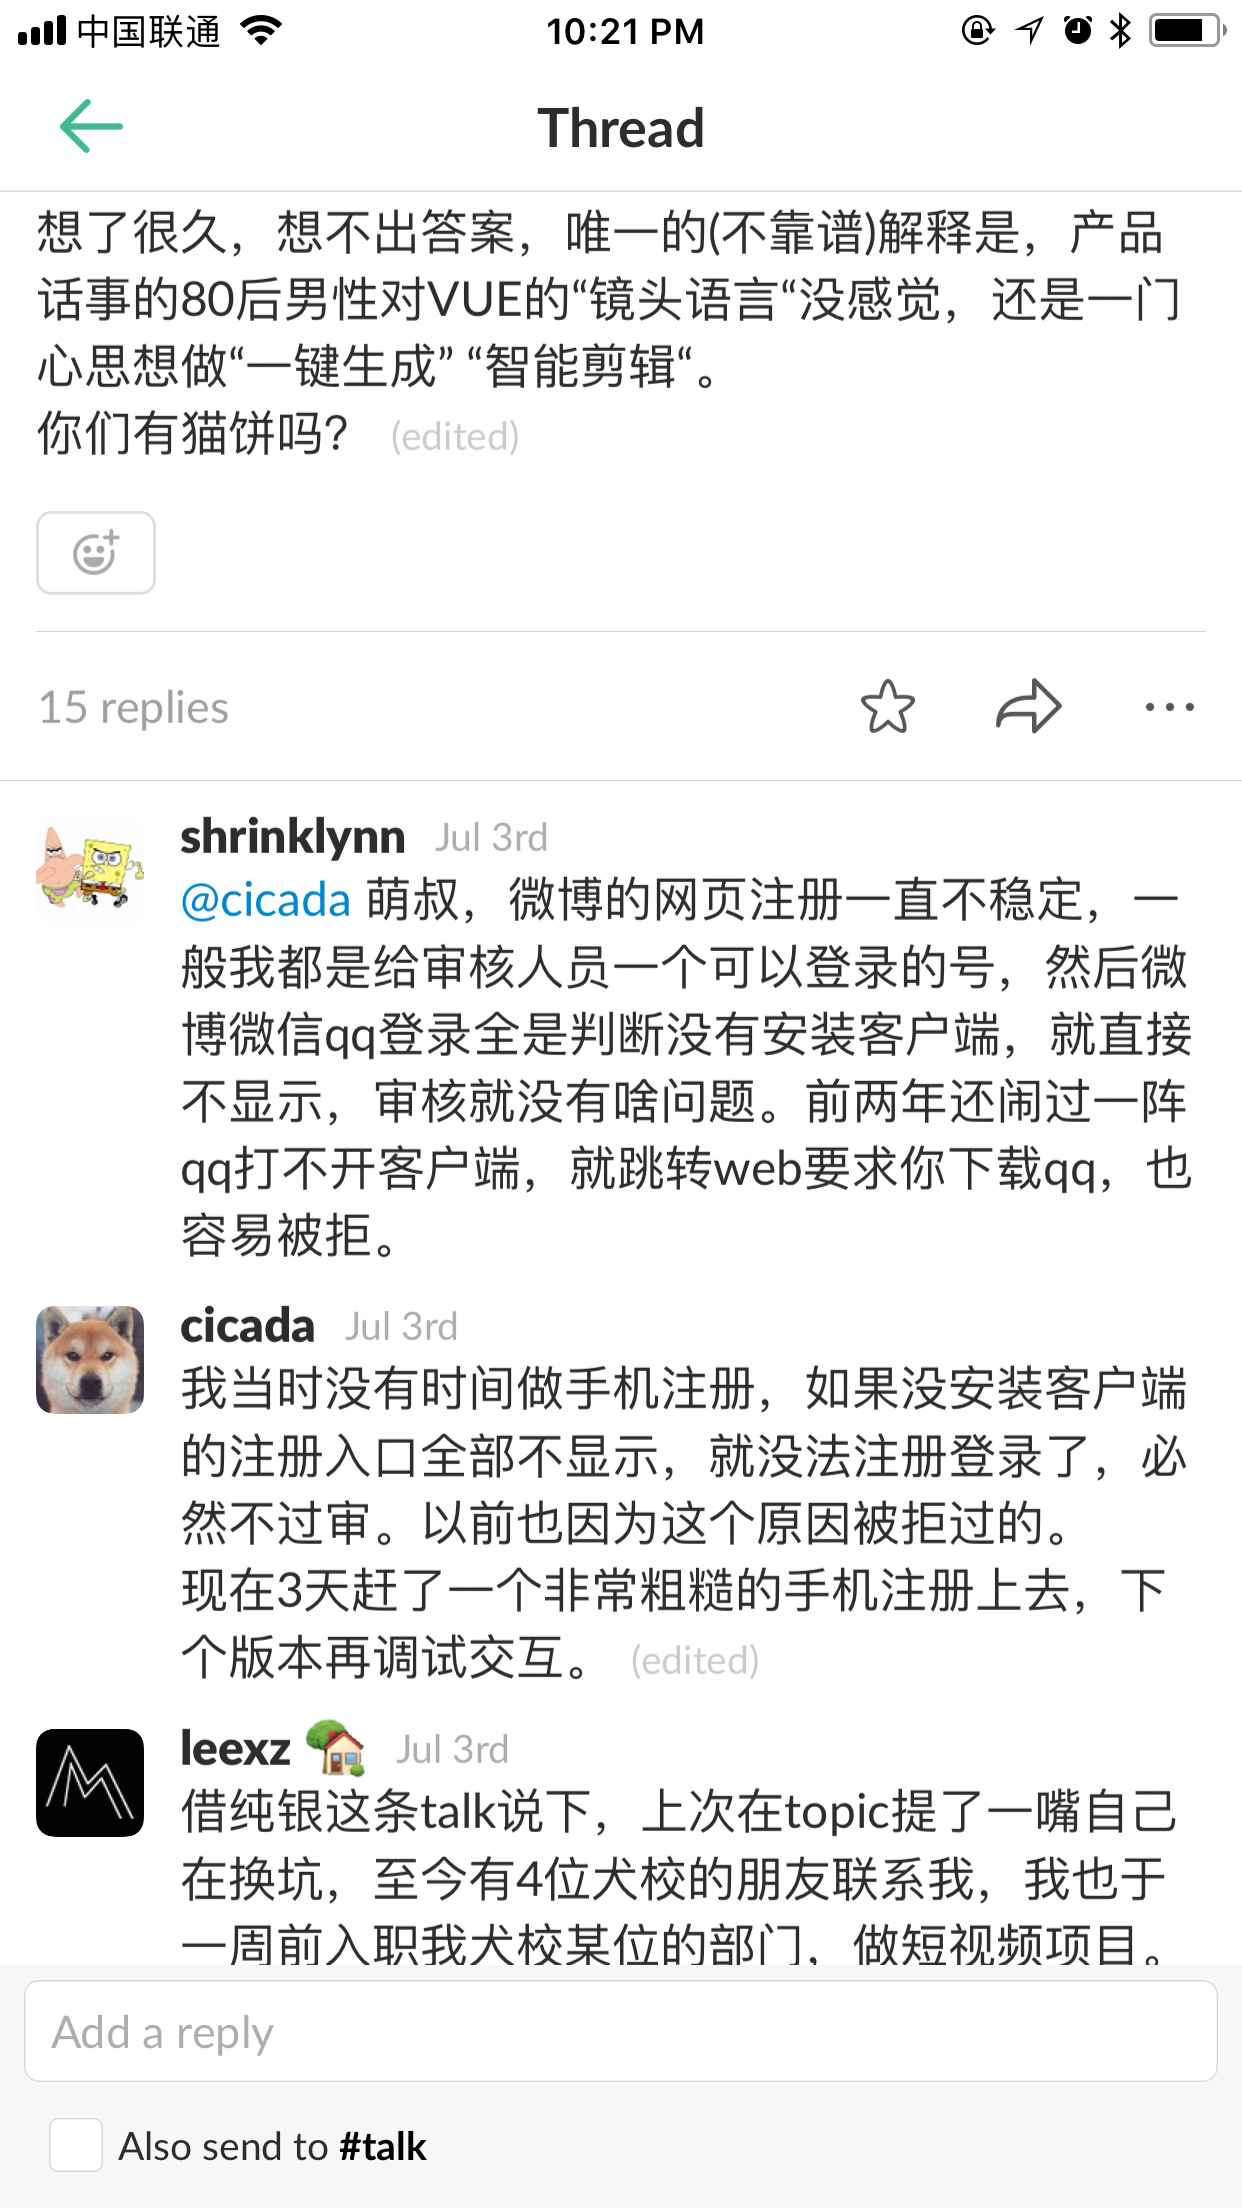 中国联通
10:21 PM
Thread
想了很久，想不出答案，唯一的(不靠谱)解释是，产品
话事的80后男性对VUE的“镜头语言“没感觉，还是一门
心思想做“一键生成” “智能剪辑“。
你们有猫饼吗？ (edited)
15 replies
shrinklynn Jul 3rd
@cicada 萌叔，微博的网页注册一直不稳定，一
般我都是给审核人员一个可以登录的号，然后微
博微信qq登录全是判断没有安装客户端，就直接
不显示，审核就没有啥问题。前两年还闹过一阵
qq打不开客户端，就跳转web要求你下载qq，也
容易被拒。
cicada Jul 3rd
我当时没有时间做手机注册，如果没安装客户端
的注册入口全部不显示，就没法注册登录了，必
然不过审。以前也因为这个原因被拒过的。
现在3天赶了一个非常粗糙的手机注册上去，下
个版本再调试交互。 (edited)
leexz Jul 3rd
借纯银这条talk说下，上次在topic提了一嘴自己
在换坑，至今有4位犬校的朋友联系我，我也于
一周前入职我犬校某位的部门，做短视频项目。
Add a reply
Also send to #talk